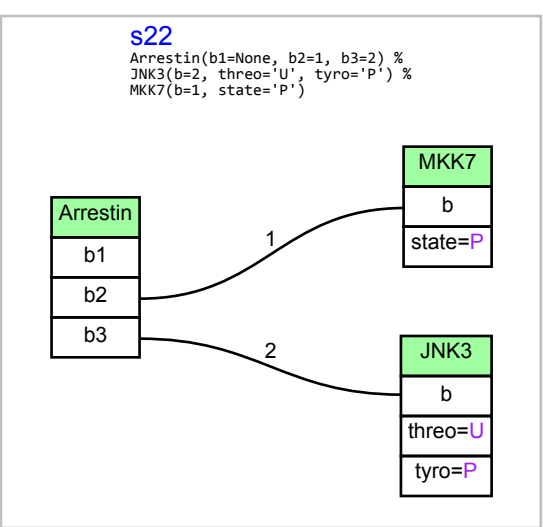 s22
Arrestin(b1=None, b2=1, b3=2) %
JNK3(b=2, threo='U', tyro='P') %
MKK7(b=1, state='P')
MKK7
b
state=P
Arrestin
b1
b2
b3
1
2
JNK3
b
threo=U
tyro=P